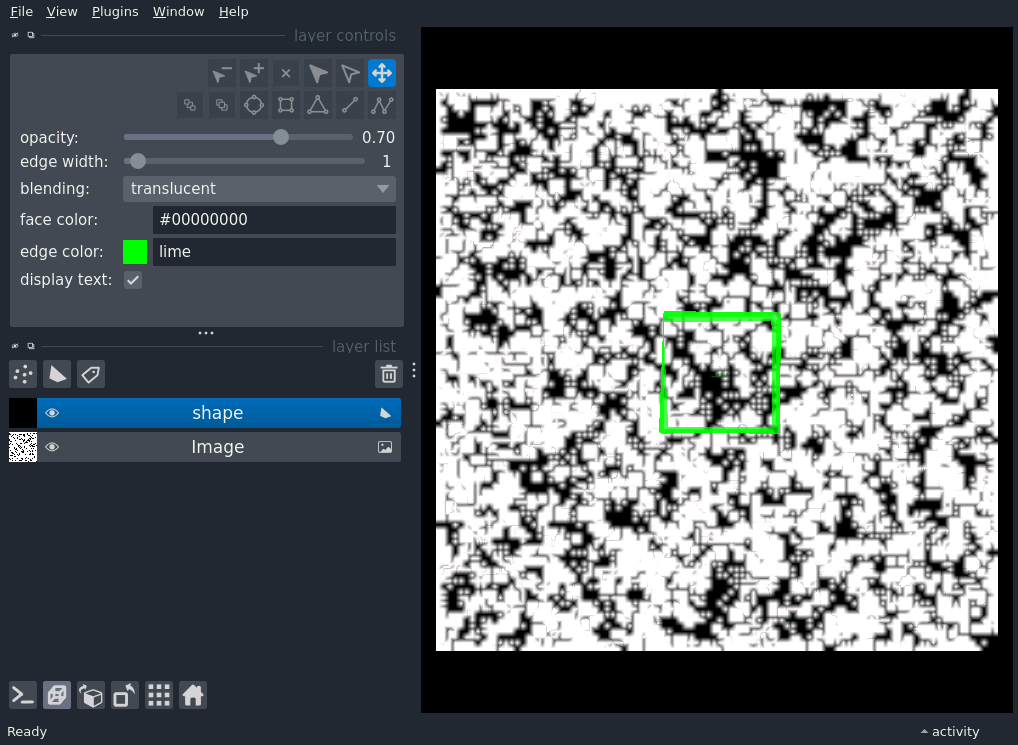 File View Plugins Window Help
layer controls
opacity: 0.70
edge width: 1
blending: translucent
face color: #00000000
edge color: lime
display text:
layer list
shape
Image
Ready
activity